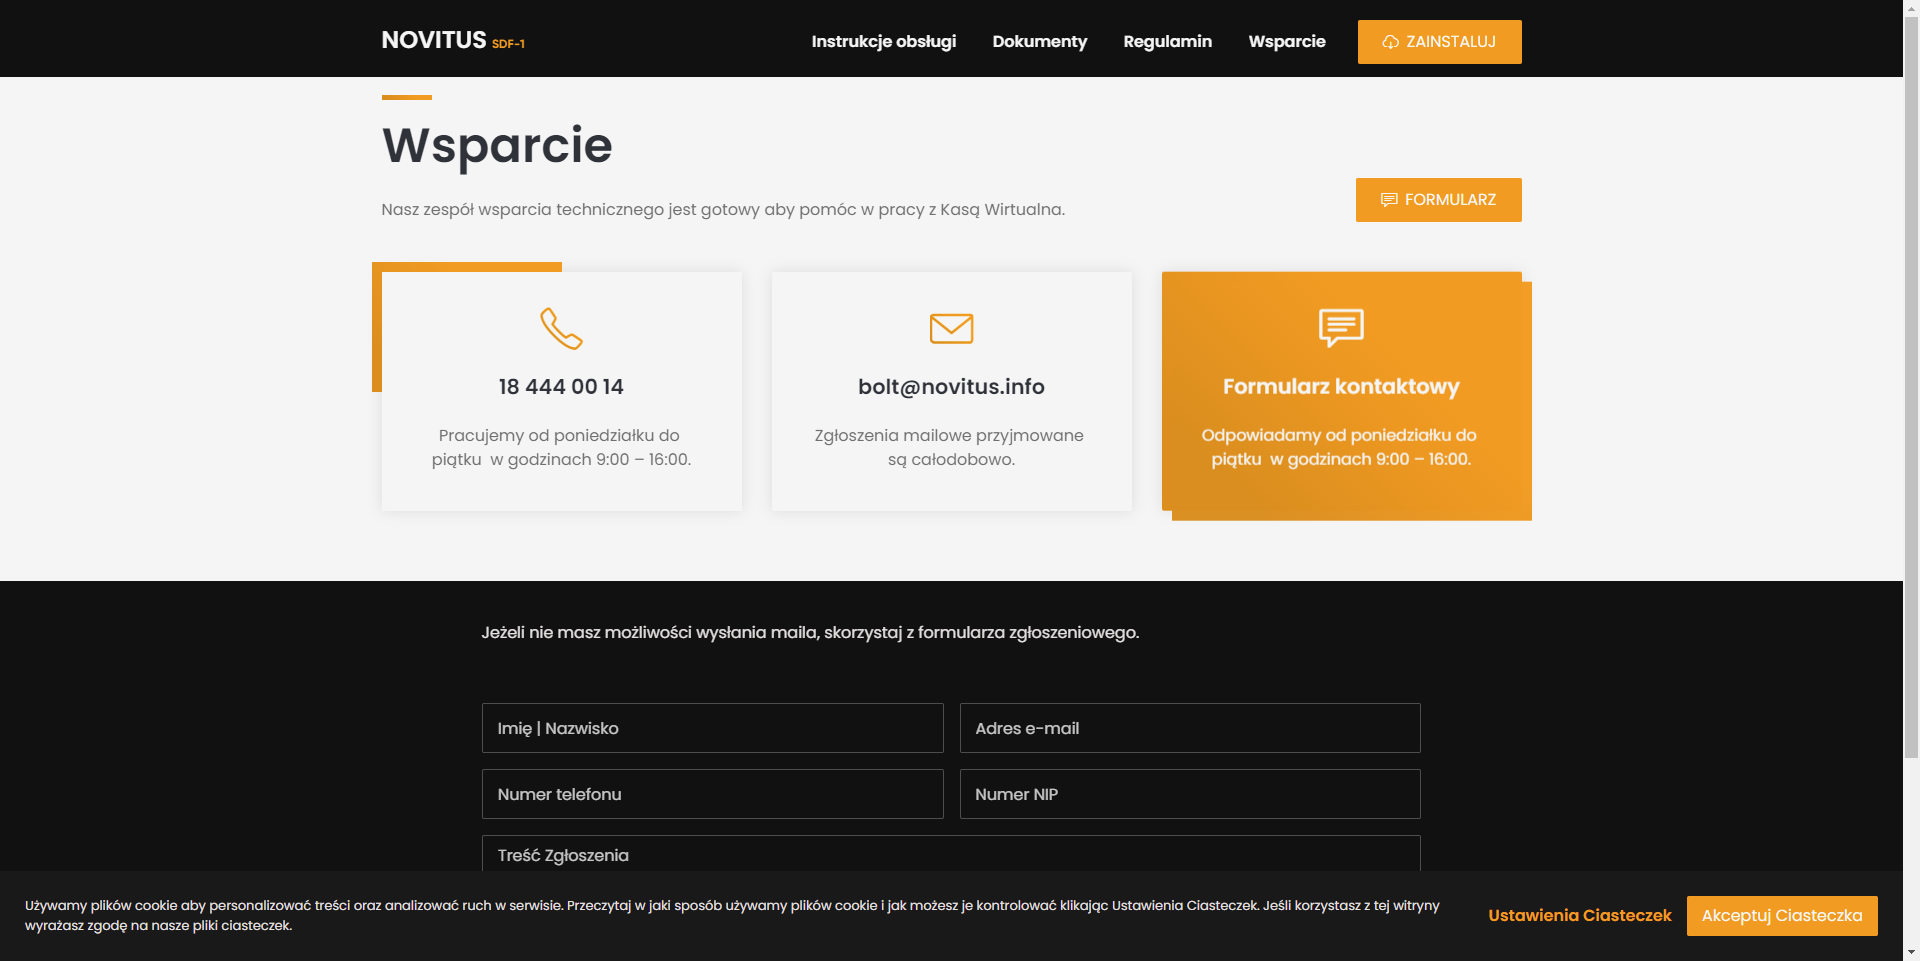 NOVITUS SDF-1
Instrukcje obsługi
Dokumenty
Regulamin
Wsparcie
ZAINSTALUJ
Wsparcie
Nasz zespół wsparcia technicznego jest gotowy aby pomóc w pracy z Kasą Wirtualna.
FORMULARZ
18 444 00 14
Pracujemy od poniedziałku do
piątku w godzinach 9:00 – 16:00.
bolt@novitus.info
Zgłoszenia mailowe przyjmowane
są całodobowo.
Formularz kontaktowy
Odpowiadamy od poniedziałku do
piątku w godzinach 9:00 – 16:00.
Jeżeli nie masz możliwości wysłania maila, skorzystaj z formularza zgłoszeniowego.
Imię | Nazwisko
Adres e-mail
Numer telefonu
Numer NIP
Treść Zgłoszenia
Używamy plików cookie aby personalizować treści oraz analizować ruch w serwisie. Przeczytaj w jaki sposób używamy plików cookie i jak możesz je kontrolować klikając Ustawienia Ciasteczek. Jeśli korzystasz z tej witryny
wyrażasz zgodę na nasze pliki ciasteczek.
Ustawienia Ciasteczek
Akceptuj Ciasteczka